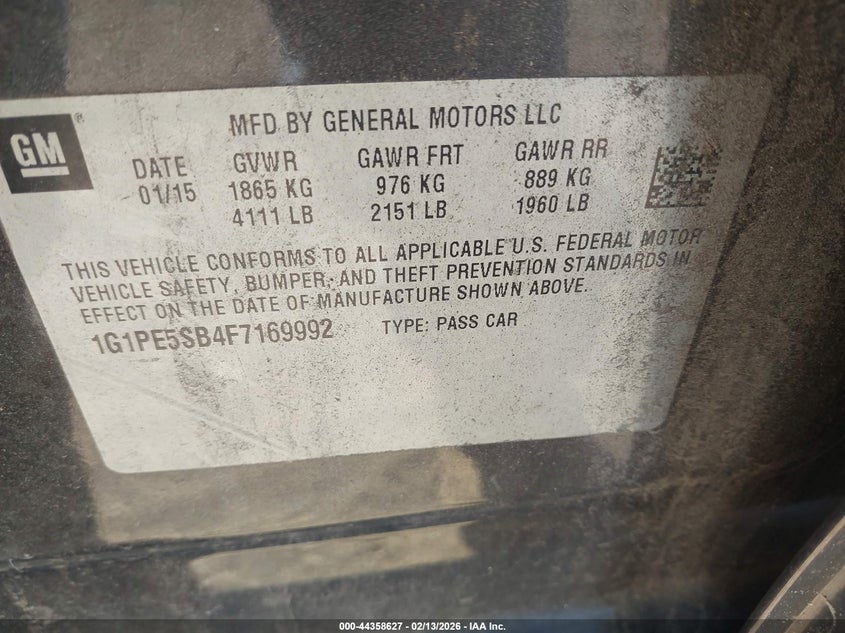 GM
®
MFD BY GENERAL MOTORS LLC
DATE GVWR GAWR FRT GAWR RR
01/15 1865 KG 976 KG 889 KG
4111 LB 2151 LB 1960 LB
THIS VEHICLE CONFORMS TO ALL APPLICABLE U.S. FEDERAL MOTOR
VEHICLE SAFETY, BUMPER, AND THEFT PREVENTION STANDARDS IN
EFFECT ON THE DATE OF MANUFACTURE SHOWN ABOVE.
1G1PE5SB4F7169992 TYPE: PASS CAR
000-44358627 - 02/13/2026 - IAA Inc.